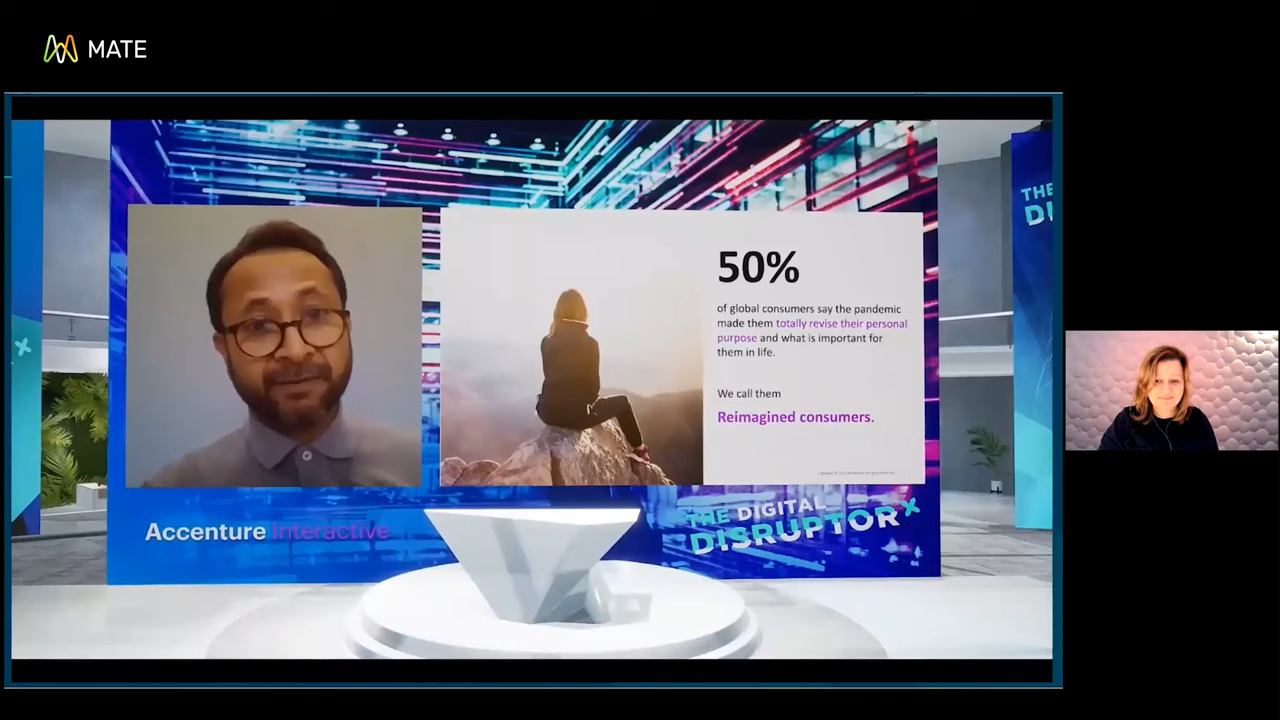 MATE
THE
DI
50%
of global consumers say the pandemic
made them totally revise their personal
purpose and what is important for
them in life.
We call them
Reimagined consumers.
Accenture Interactive
THE DIGITAL
DISRUPTOR